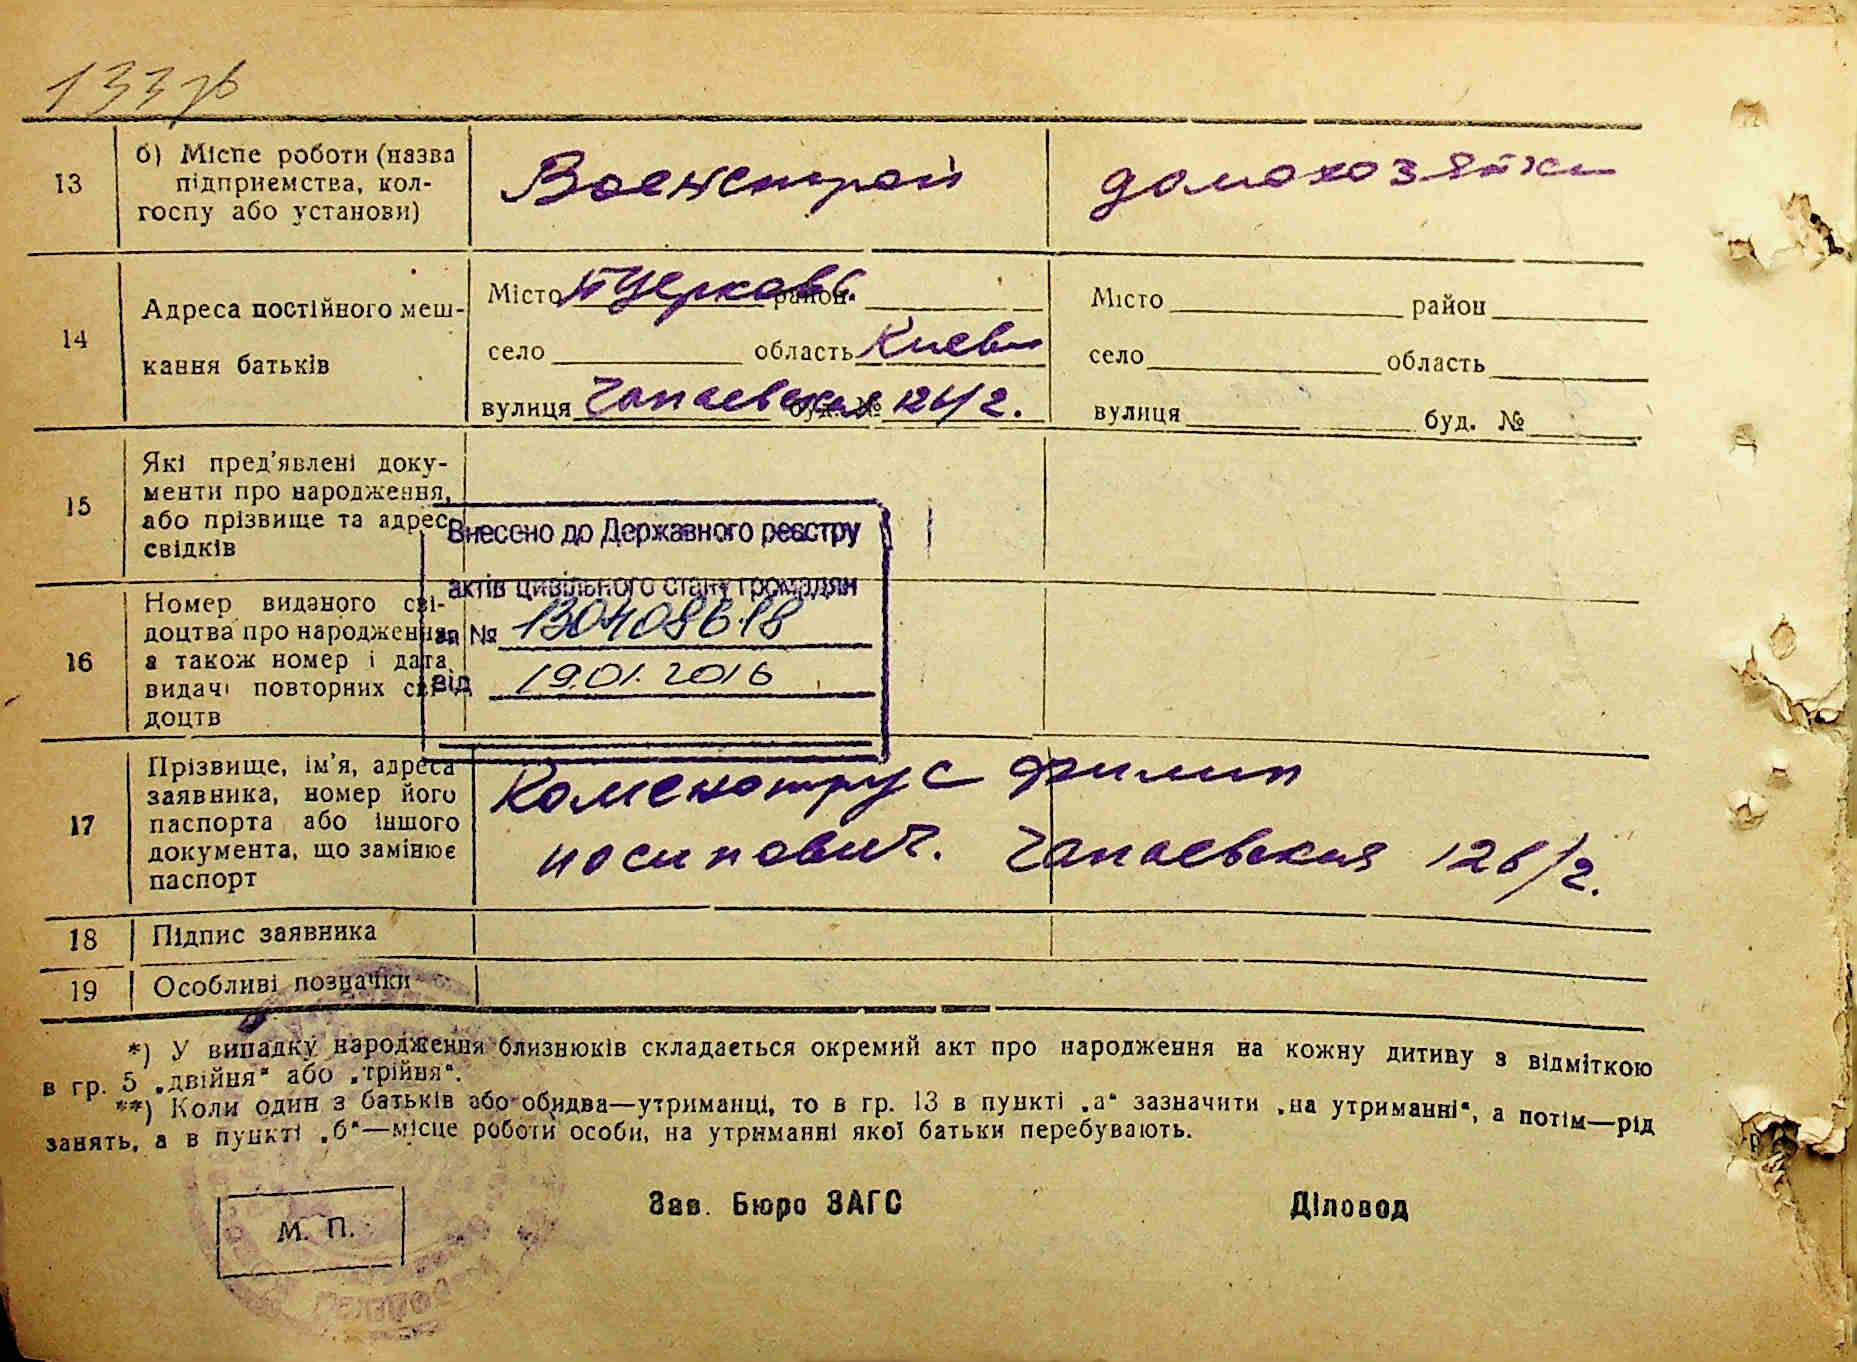 13
б) Місце роботи (назва
підприємства, кол-
госпу або установи)
Военстрой
домохозяйка
14
Адреса постійного меш-
кання батьків
Місто Б Церковь район
село область Киевск
вулиця Чапаевская буд. № 126/2.
Місто район
село область
вулиця буд. №
15
Які пред'явлені доку-
менти про народження,
або прізвище та адрес
свідків
Внесено до Державного реєстру
актів цивільного стану громадян
за № 130408618
від 19.01.2016
16
Номер виданого сві-
доцтва про народження
а також номер і дата
видачі повторних сві-
доцтв
17
Прізвище, ім'я, адреса
заявника, номер його
паспорта або іншого
документа, що замінює
паспорт
Каменотрус Филип
иосипович. Чапаевская 126/2.
18 Підпис заявника
19 Особливі позначки
*) У випадку народження близнюків складається окремий акт про народження на кожну дитину з відміткою
в гр. 5 „двійня“ або „трійня“.
**) Коли один з батьків або обидва—утриманці, то в гр. 13 в пункті „а“ зазначити „на утриманні“, а потім—рід
занять, а в пункті „б“—місце роботи особи, на утриманні якої батьки перебувають.
М. П.
Зав. Бюро ЗАГС
Діловод